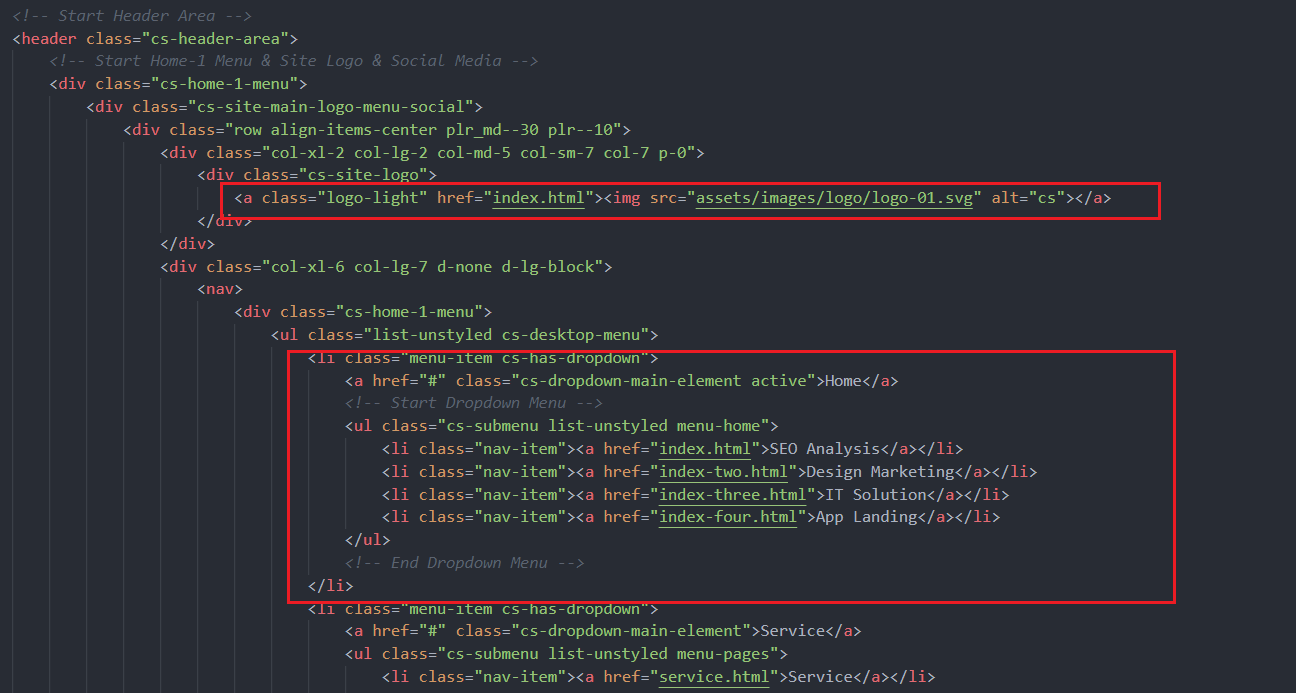 <!-- Start Header Area -->
<header class="cs-header-area">
<!-- Start Home-1 Menu & Site Logo & Social Media -->
<div class="cs-home-1-menu">
<div class="cs-site-main-logo-menu-social">
<div class="row align-items-center plr_md--30 plr--10">
<div class="col-xl-2 col-lg-2 col-md-5 col-sm-7 col-7 p-0">
<div class="cs-site-logo">
<a class="logo-light" href="index.html"><img src="assets/images/logo/logo-01.svg" alt="cs"></a>
</div>
</div>
<div class="col-xl-6 col-lg-7 d-none d-lg-block">
<nav>
<div class="cs-home-1-menu">
<ul class="list-unstyled cs-desktop-menu">
<li class="menu-item cs-has-dropdown">
<a href="#" class="cs-dropdown-main-element active">Home</a>
<!-- Start Dropdown Menu -->
<ul class="cs-submenu list-unstyled menu-home">
<li class="nav-item"><a href="index.html">SEO Analysis</a></li>
<li class="nav-item"><a href="index-two.html">Design Marketing</a></li>
<li class="nav-item"><a href="index-three.html">IT Solution</a></li>
<li class="nav-item"><a href="index-four.html">App Landing</a></li>
</ul>
<!-- End Dropdown Menu -->
</li>
<li class="menu-item cs-has-dropdown">
<a href="#" class="cs-dropdown-main-element">Service</a>
<ul class="cs-submenu list-unstyled menu-pages">
<li class="nav-item"><a href="service.html">Service</a></li>